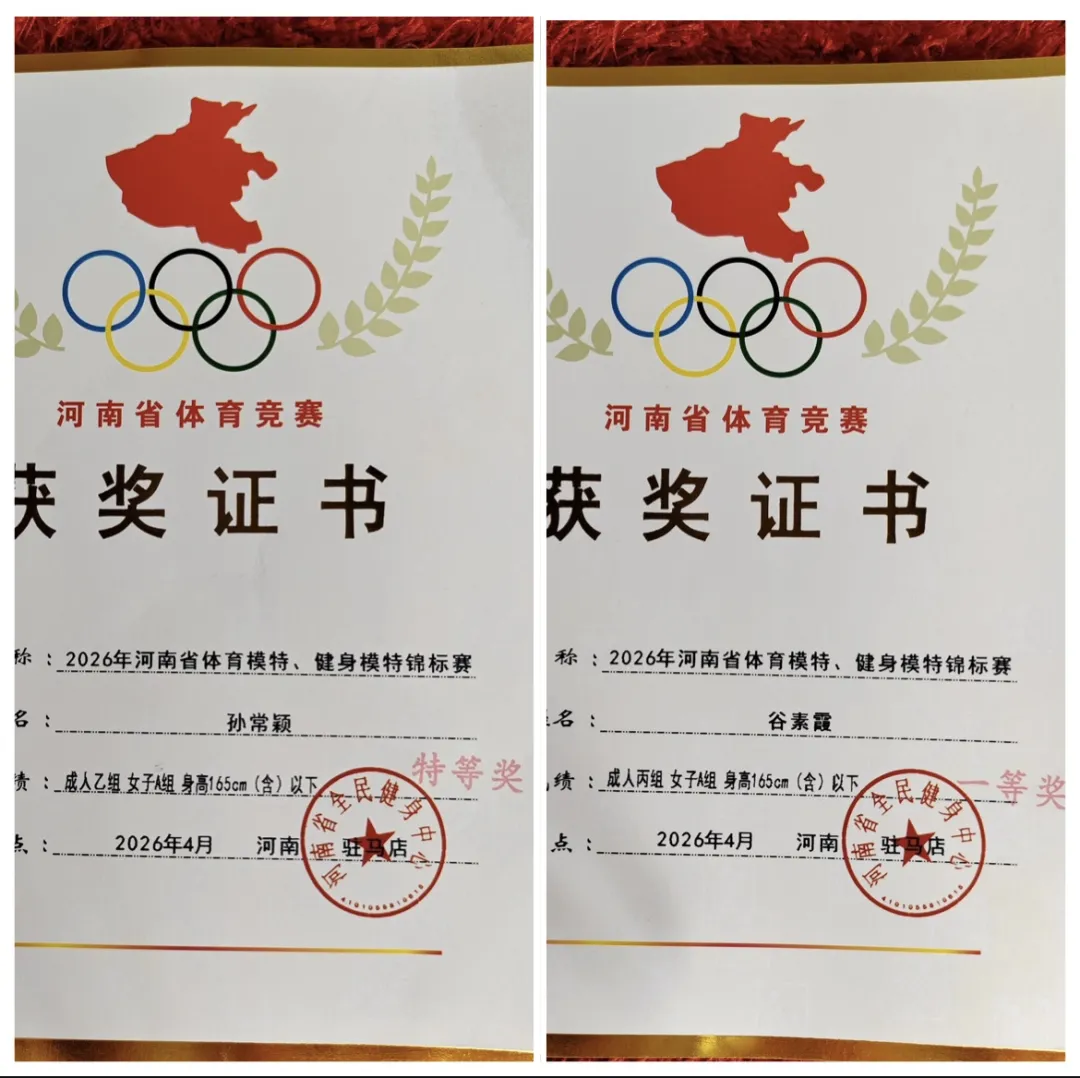 河南省体育竞赛
获奖证书
称：2026年河南省体育模特、健身模特锦标赛
名：孙常颖
绩：成人乙组 女子A组 身高165cm（含）以下 特等奖
点：2026年4月 河南 驻马店
河南省全民健身中心
河南省体育竞赛
获奖证书
称：2026年河南省体育模特、健身模特锦标赛
名：谷素霞
绩：成人丙组 女子A组 身高165cm（含）以下 一等奖
点：2026年4月 河南 驻马店
河南省全民健身中心